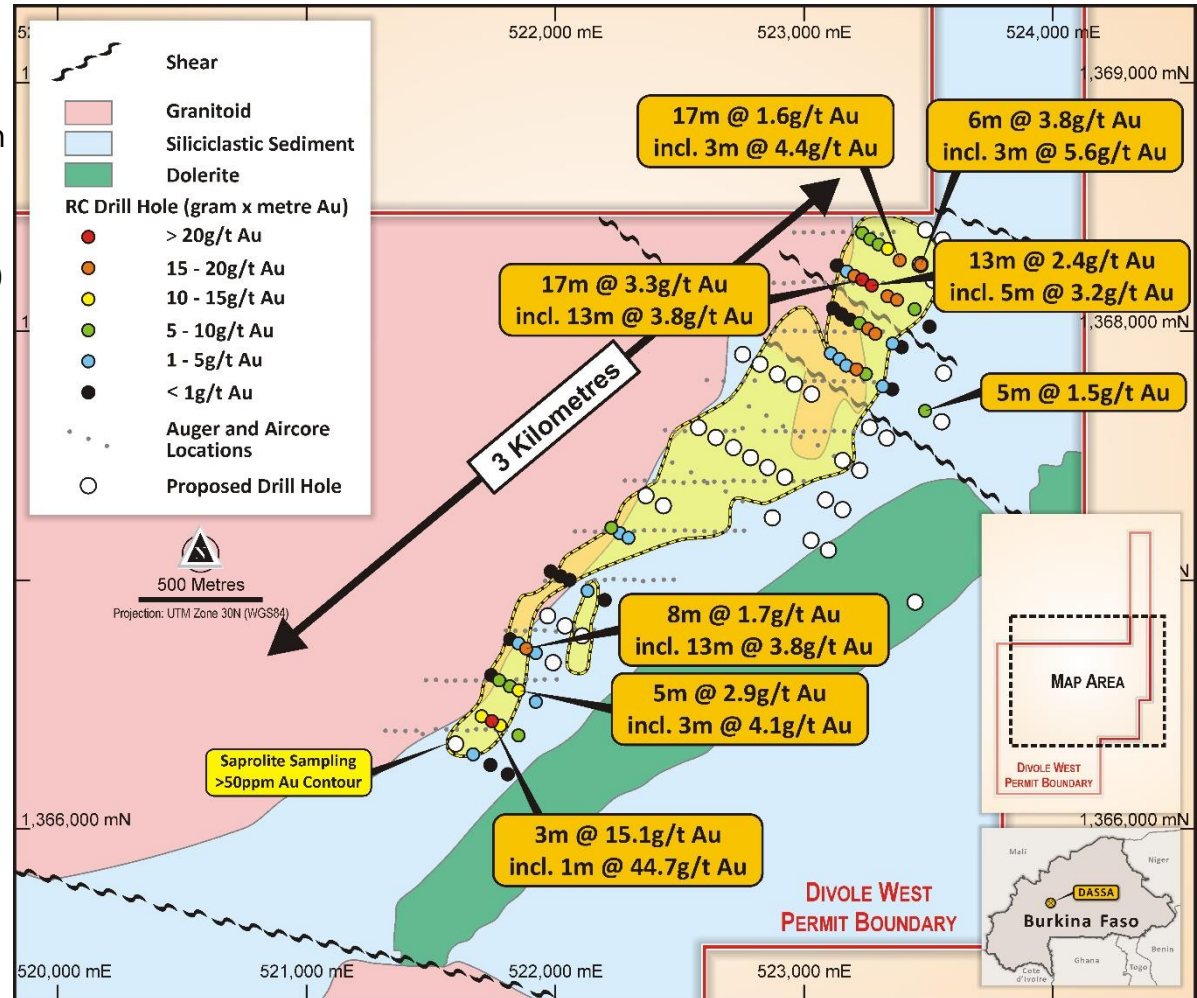 522,000 mE
523,000 mE
524,000 mE
1,369,000 mN
Shear
Granitoid
Siliciclastic Sediment
Dolerite
RC Drill Hole (gram x metre Au)
> 20g/t Au
15 - 20g/t Au
10 - 15g/t Au
5 - 10g/t Au
1 - 5g/t Au
< 1g/t Au
Auger and Aircore
Locations
Proposed Drill Hole
17m @ 1.6g/t Au
incl. 3m @ 4.4g/t Au
6m @ 3.8g/t Au
incl. 3m @ 5.6g/t Au
17m @ 3.3g/t Au
incl. 13m @ 3.8g/t Au
13m @ 2.4g/t Au
incl. 5m @ 3.2g/t Au
1,368,000 mN
5m @ 1.5g/t Au
3 Kilometres
N
500 Metres
Projection: UTM Zone 30N (WGS84)
8m @ 1.7g/t Au
incl. 13m @ 3.8g/t Au
5m @ 2.9g/t Au
incl. 3m @ 4.1g/t Au
Saprolite Sampling
>50ppm Au Contour
3m @ 15.1g/t Au
incl. 1m @ 44.7g/t Au
MAP AREA
DIVOLE WEST
PERMIT BOUNDARY
1,366,000 mN
1,366,000 mN
DIVOLE WEST
PERMIT BOUNDARY
Mali
Niger
DASSA
Burkina Faso
Benin
Ghana
Togo
Cote
d'Ivoire
520,000 mE
521,000 mE
522,000 mE
523,000 mE